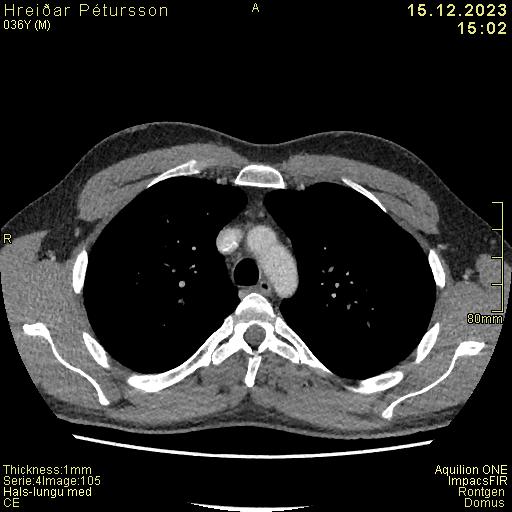 Hreiðar Pétursson
036Y (M)
A
15.12.2023
15:02
R
80mm
Thickness:1mm
Serie:4Image:105
Hals-lungu med
CE
Aquilion ONE
ImpacsFIR
Rontgen
Domus